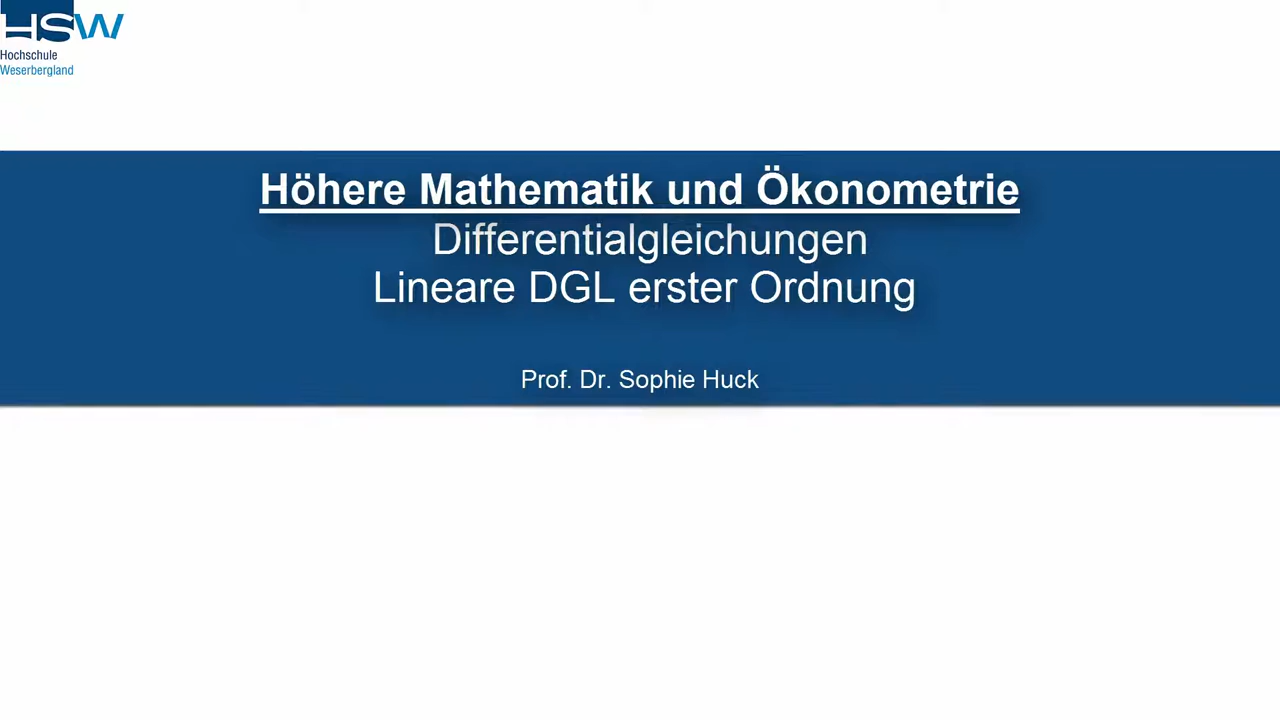 HSW
Hochschule
Weserbergland
Höhere Mathematik und Ökonometrie
Differentialgleichungen
Lineare DGL erster Ordnung
Prof. Dr. Sophie Huck